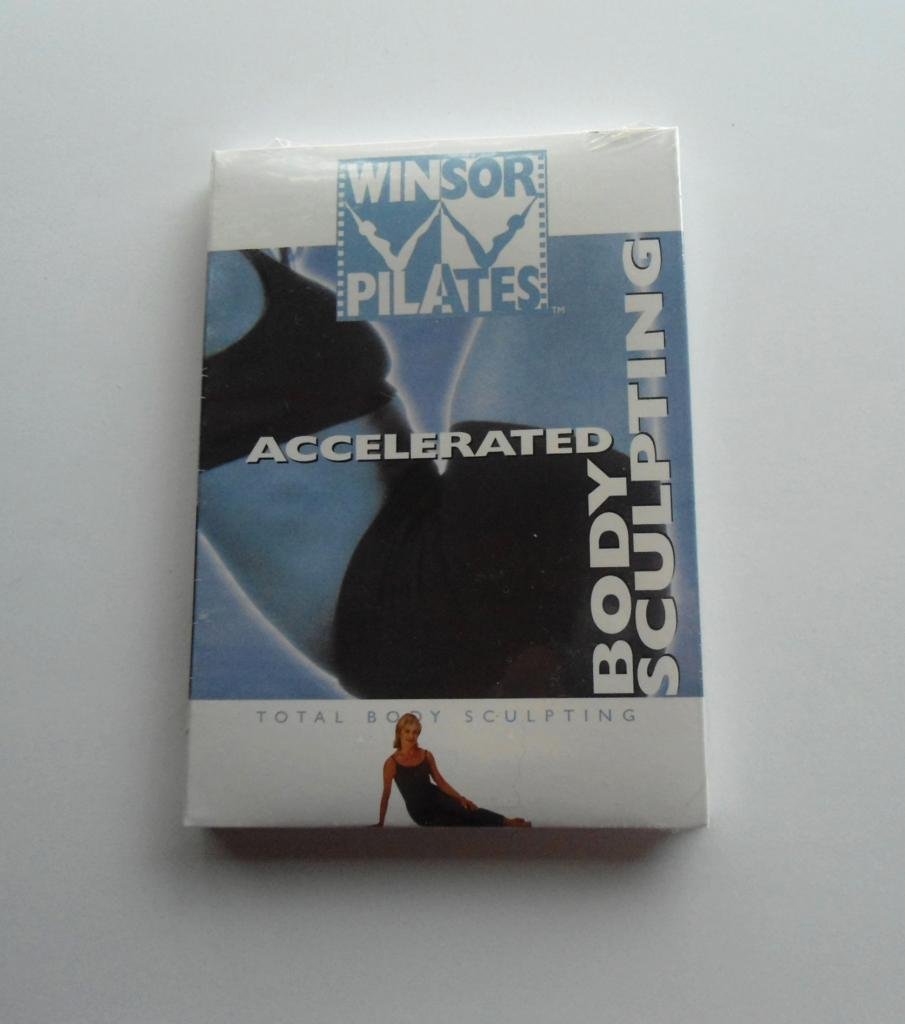 WINSOR
PILATES
TM
ACCELERATED
BODY
SCULPTING
TOTAL BODY SCULPTING